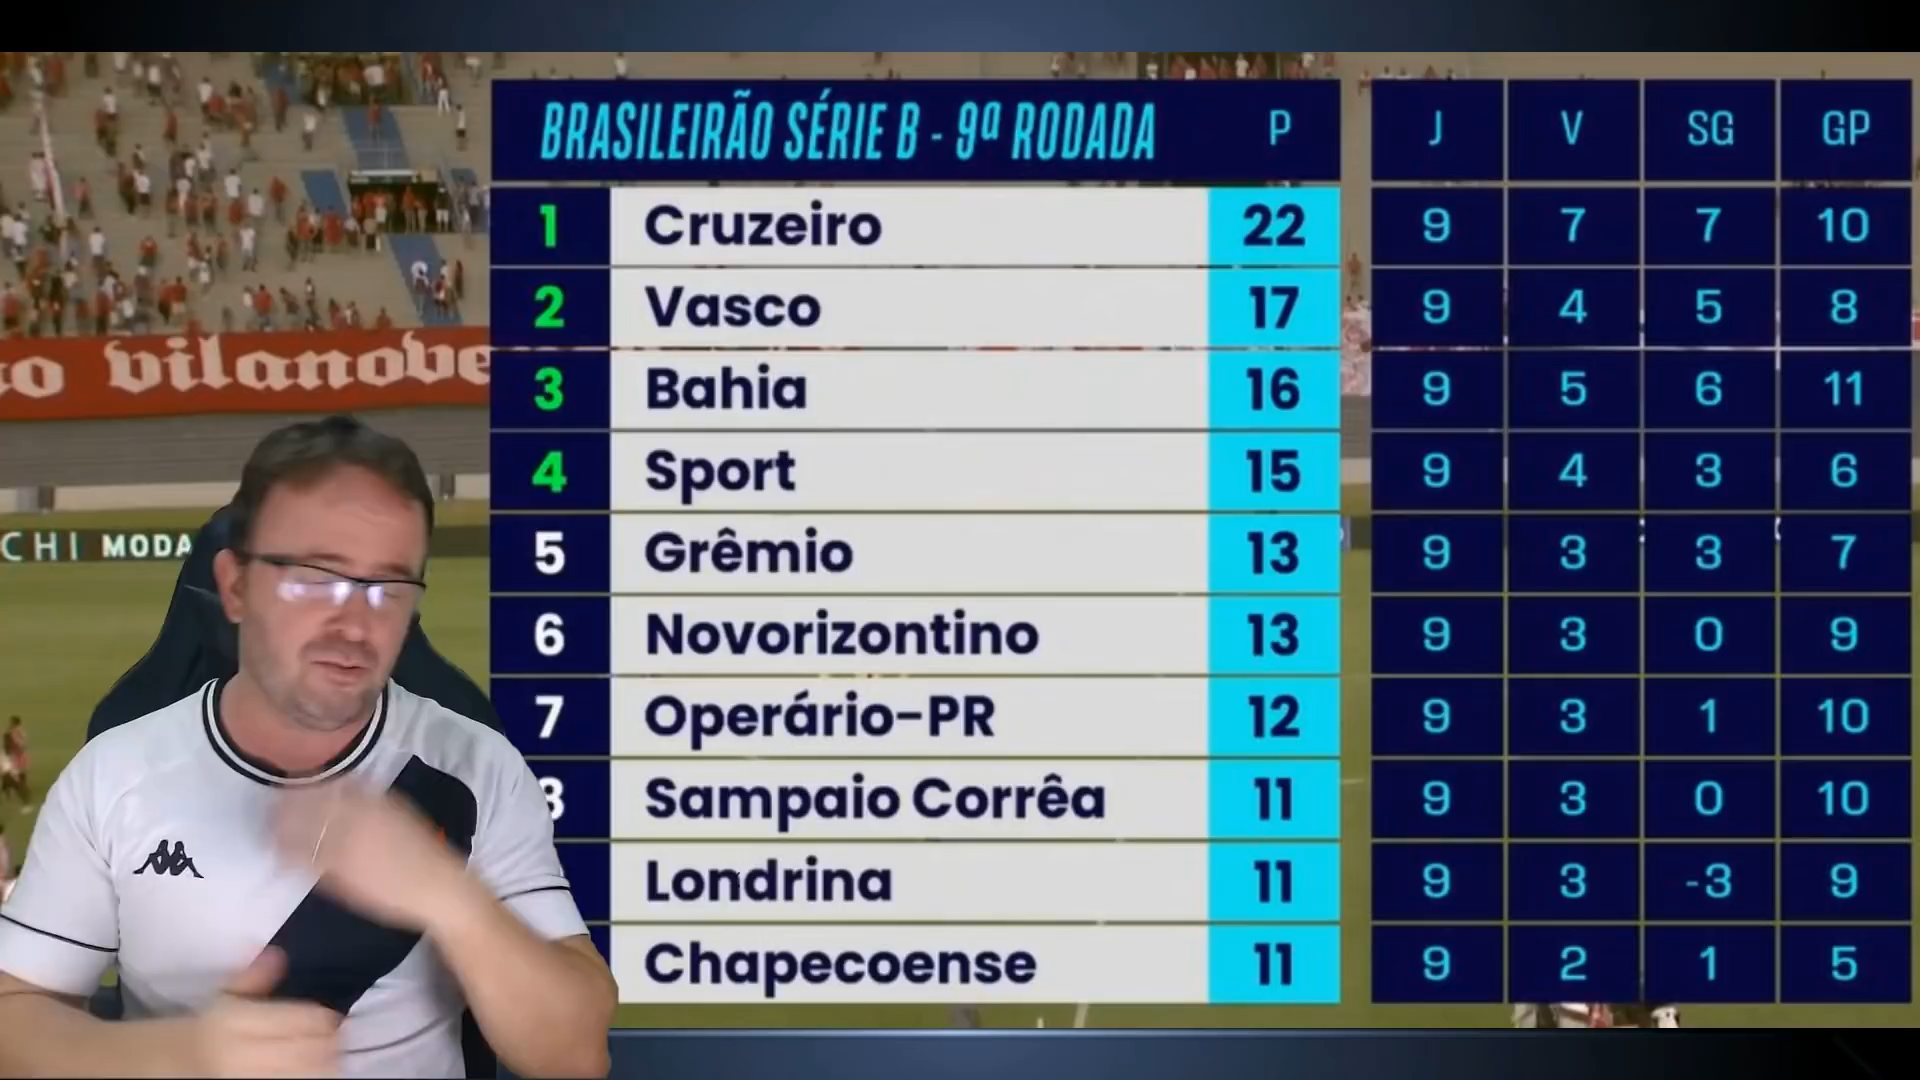 BRASILEIRÃO SÉRIE B - 9ª RODADA P J V SG GP
1 Cruzeiro 22 9 7 7 10
2 Vasco 17 9 4 5 8
3 Bahia 16 9 5 6 11
4 Sport 15 9 4 3 6
5 Grêmio 13 9 3 3 7
6 Novorizontino 13 9 3 0 9
7 Operário-PR 12 9 3 1 10
8 Sampaio Corrêa 11 9 3 0 10
Londrina 11 9 3 -3 9
Chapecoense 11 9 2 1 5
vilanove
CHI MODA